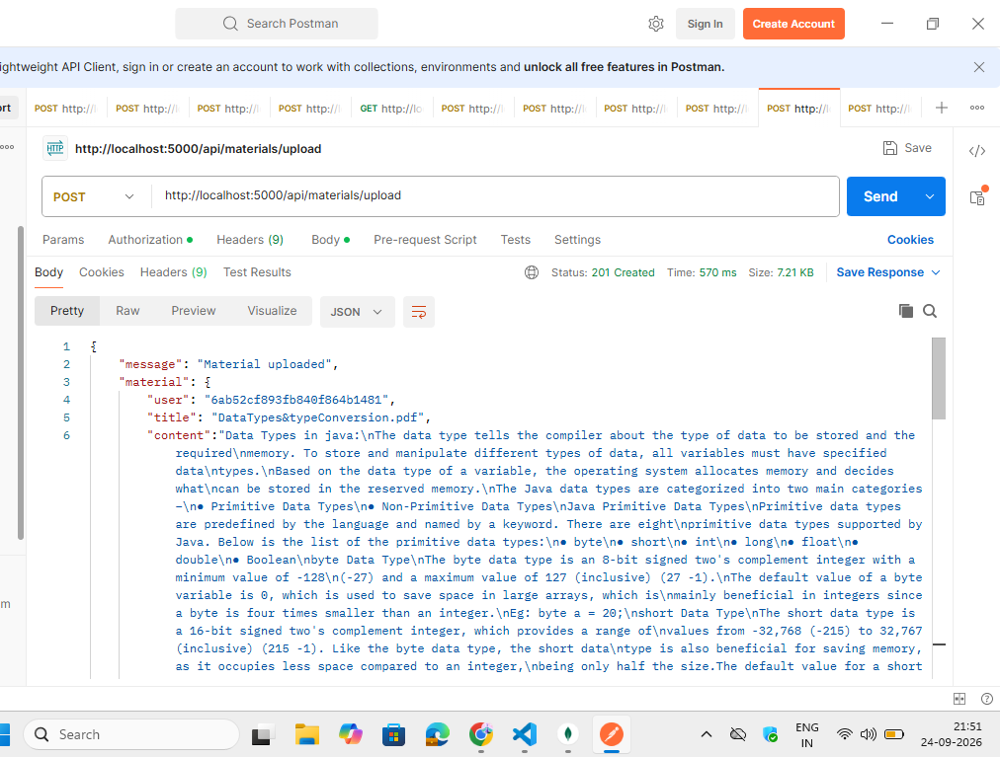 Search Postman
Sign In
Create Account
ightweight API Client, sign in or create an account to work with collections, environments and unlock all free features in Postman.
ort
POST http://l
POST http://l
POST http://l
POST http://
GET http://lo
POST http://
POST http://l
POST http://l
POST http://l
POST http://l
POST http://l
HTTP
http://localhost:5000/api/materials/upload
Save
POST
http://localhost:5000/api/materials/upload
Send
Params
Authorization
Headers (9)
Body
Pre-request Script
Tests
Settings
Cookies
Body
Cookies
Headers (9)
Test Results
Status: 201 Created
Time: 570 ms
Size: 7.21 KB
Save Response
Pretty
Raw
Preview
Visualize
JSON
1 {
2 "message": "Material uploaded",
3 "material": {
4 "user": "6ab52cf893fb840f864b1481",
5 "title": "DataTypes&typeConversion.pdf",
6 "content":"Data Types in java:\nThe data type tells the compiler about the type of data to be stored and the
required\nmemory. To store and manipulate different types of data, all variables must have specified
data\ntypes.\nBased on the data type of a variable, the operating system allocates memory and decides
what\ncan be stored in the reserved memory.\nThe Java data types are categorized into two main categories
–\n● Primitive Data Types\n● Non-Primitive Data Types\nJava Primitive Data Types\nPrimitive data types
are predefined by the language and named by a keyword. There are eight\nprimitive data types supported by
Java. Below is the list of the primitive data types:\n● byte\n● short\n● int\n● long\n● float\n●
double\n● Boolean\nbyte Data Type\nThe byte data type is an 8-bit signed two's complement integer with a
minimum value of -128\n(-27) and a maximum value of 127 (inclusive) (27 -1).\nThe default value of a byte
variable is 0, which is used to save space in large arrays, which is\nmainly beneficial in integers since
a byte is four times smaller than an integer.\nEg: byte a = 20;\nshort Data Type\nThe short data type is
a 16-bit signed two's complement integer, which provides a range of\nvalues from -32,768 (-215) to 32,767
(inclusive) (215 -1). Like the byte data type, the short data\ntype is also beneficial for saving memory,
as it occupies less space compared to an integer,\nbeing only half the size.The default value for a short
m
Search
ENG
IN
21:51
24-09-2026